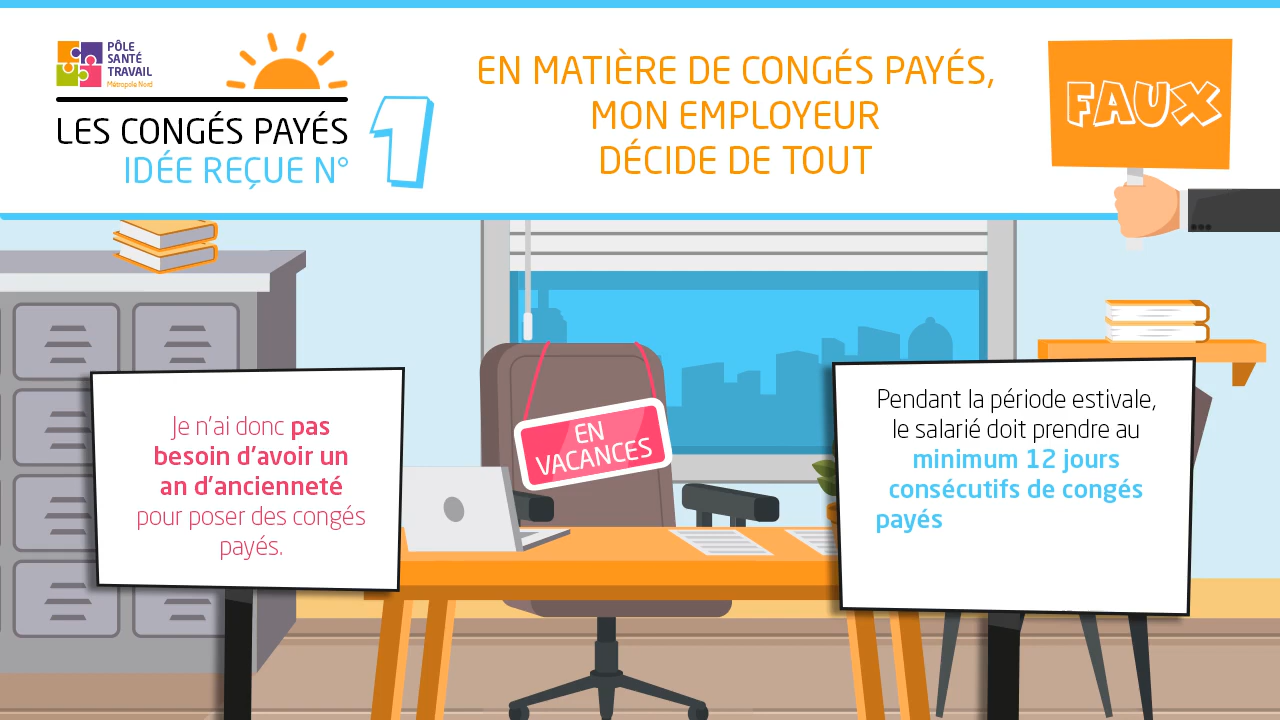 PÔLE
SANTÉ
TRAVAIL
Métropole Nord
LES CONGÉS PAYÉS
IDÉE REÇUE N°
1
EN MATIÈRE DE CONGÉS PAYÉS,
MON EMPLOYEUR
DÉCIDE DE TOUT
FAUX
EN
VACANCES
Je n'ai donc pas
besoin d'avoir un
an d'ancienneté
pour poser des congés
payés.
Pendant la période estivale,
le salarié doit prendre au
minimum 12 jours
consécutifs de congés
payés